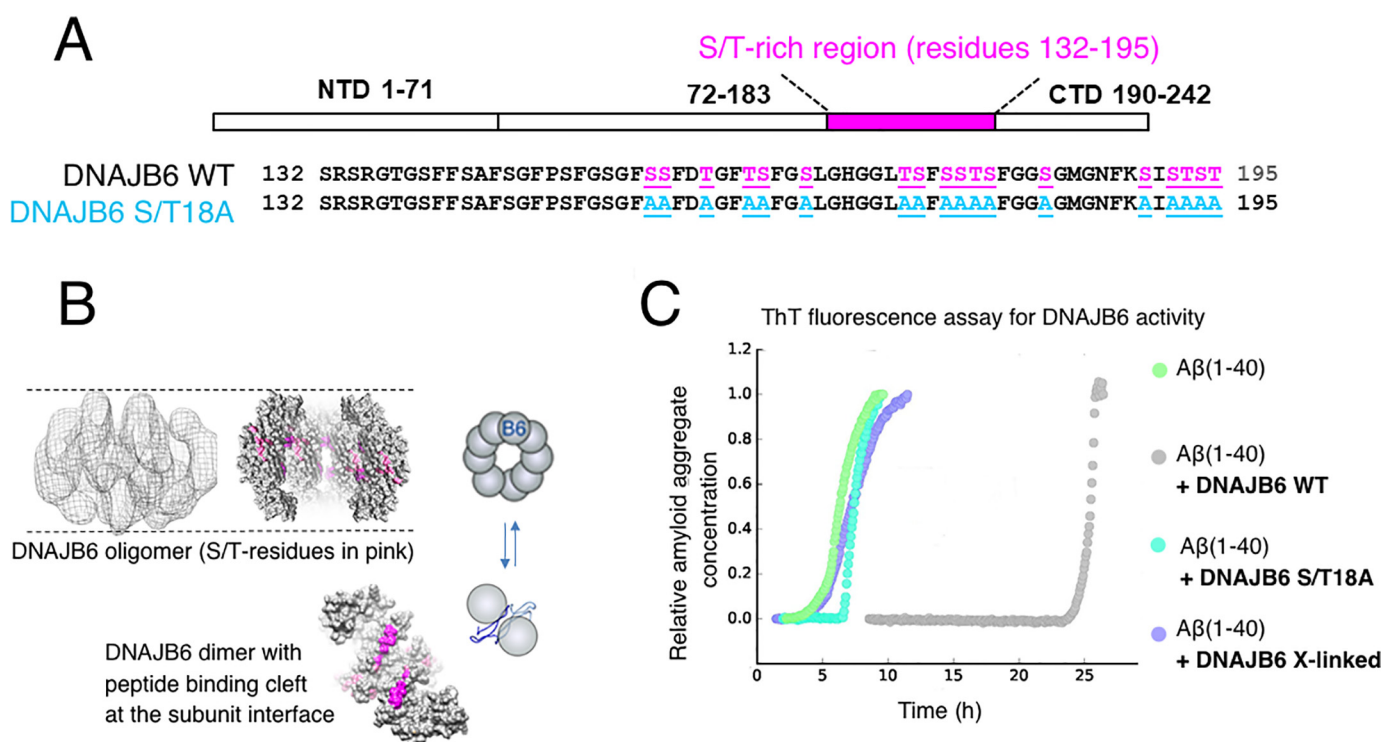 A
S/T-rich region (residues 132-195)
NTD 1-71
72-183
CTD 190-242
DNAJB6 WT 132 SRSRGTGSFFSAFSGFPSFGSGFSSFDTGFTSFGSLGHGGLTSFSSTSFGGSGMGNFKSISTST 195
DNAJB6 S/T18A 132 SRSRGTGSFFSAFSGFPSFGSGFAAFDAGFAAFGALGHGGLAAFAAAAFGGAGMGNFKAIAAAA 195
B
B6
DNAJB6 oligomer (S/T-residues in pink)
DNAJB6 dimer with
peptide binding cleft
at the subunit interface
C
ThT fluorescence assay for DNAJB6 activity
Relative amyloid aggregate
concentration
1.2
1.0
0.8
0.6
0.4
0.2
0.0
0 5 10 15 20 25
Time (h)
Aβ(1-40)
Aβ(1-40)
+ DNAJB6 WT
Aβ(1-40)
+ DNAJB6 S/T18A
Aβ(1-40)
+ DNAJB6 X-linked